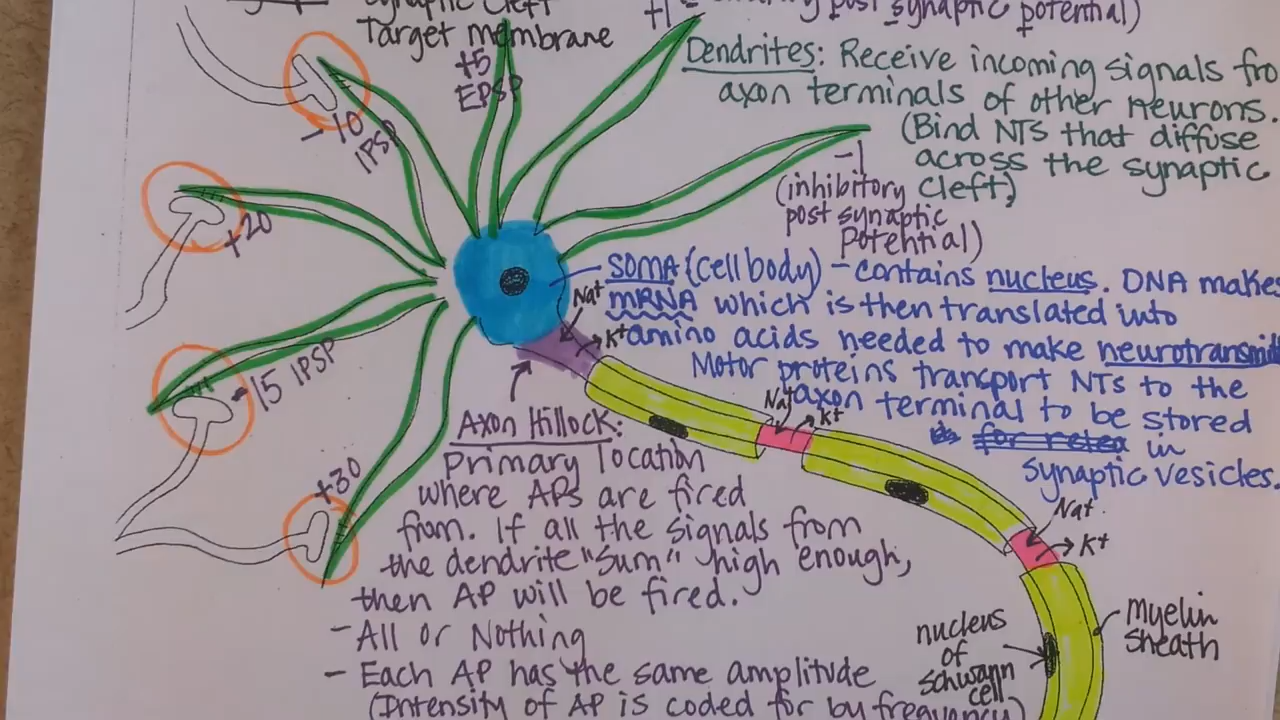 Synaptic Cleft
Target membrane
post synaptic potential)
+1
Dendrites: Receive incoming signals fro
axon terminals of other neurons.
(Bind NTs that diffuse
across the synaptic
cleft)
+5
EPSP
-10
IPSP
+20
-15 IPSP
+30
-1
(inhibitory
post synaptic
potential)
SOMA (cell body) - contains nucleus. DNA makes
mRNA which is then translated into
amino acids needed to make neurotransmi
Motor proteins transport NTs to the
axon terminal to be stored
in
synaptic vesicles.
Na+
K+
Na+
K+
Na+
K+
Axon Hillock:
Primary location
where APs are fired
from. If all the signals from
the dendrite "sum" high enough,
then AP will be fired.
- All or Nothing
- Each AP has the same amplitude
(Intensity of AP is coded for by frequency)
nucleus
of
schwann
cell
myelin
sheath